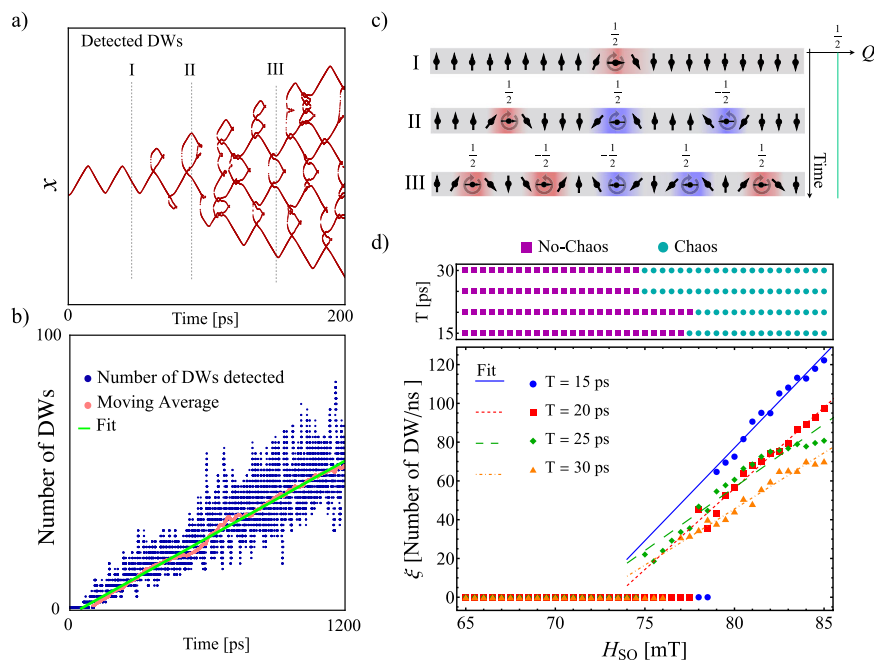 a)
Detected DWs
I
II
III
x
0
Time [ps]
200
b)
100
Number of DWs
Number of DWs detected
Moving Average
Fit
0
0
Time [ps]
1200
c)
1/2
1/2
Q
I
1/2
1/2
-1/2
II
1/2
-1/2
-1/2
1/2
1/2
III
Time
d)
No-Chaos
Chaos
30
15
T [ps]
120
100
80
60
40
20
0
ξ [Number of DW/ns]
Fit
T = 15 ps
T = 20 ps
T = 25 ps
T = 30 ps
65
70
75
80
85
H_SO [mT]